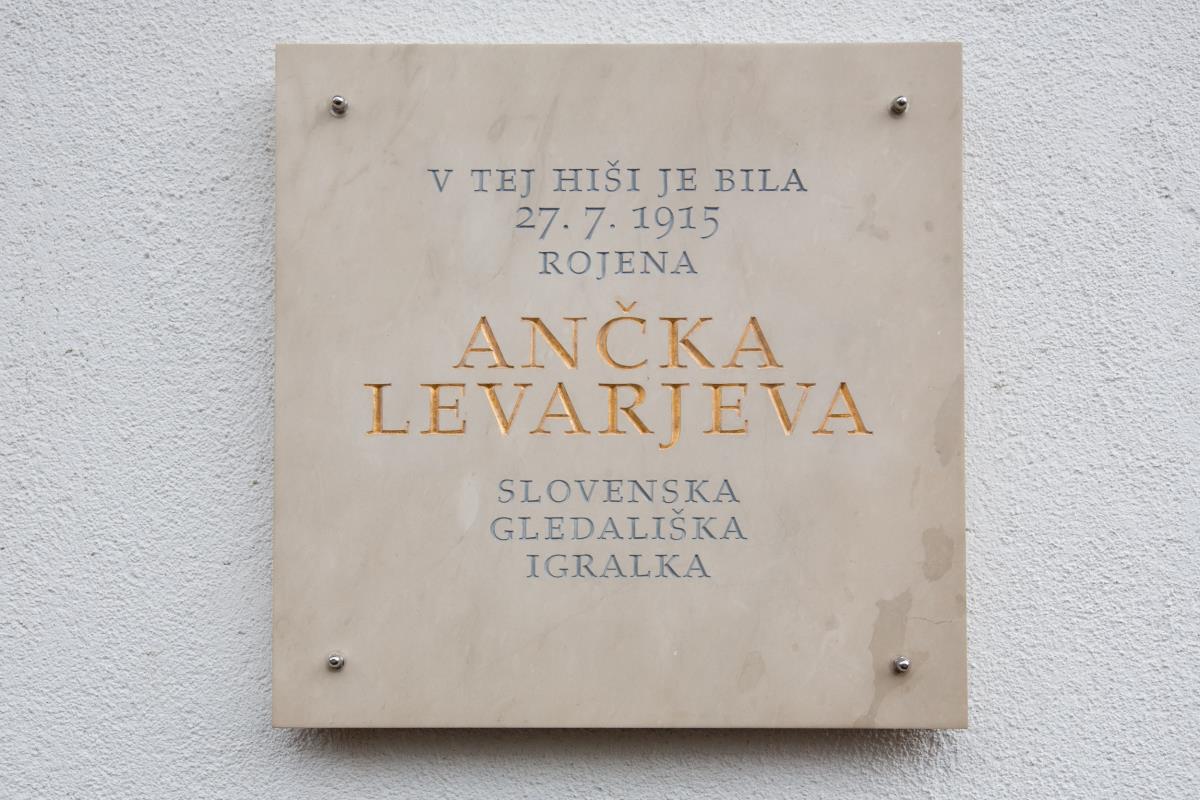 V TEJ HIŠI JE BILA
27. 7. 1915
ROJENA
ANČKA
LEVARJEVA
SLOVENSKA
GLEDALIŠKA
IGRALKA